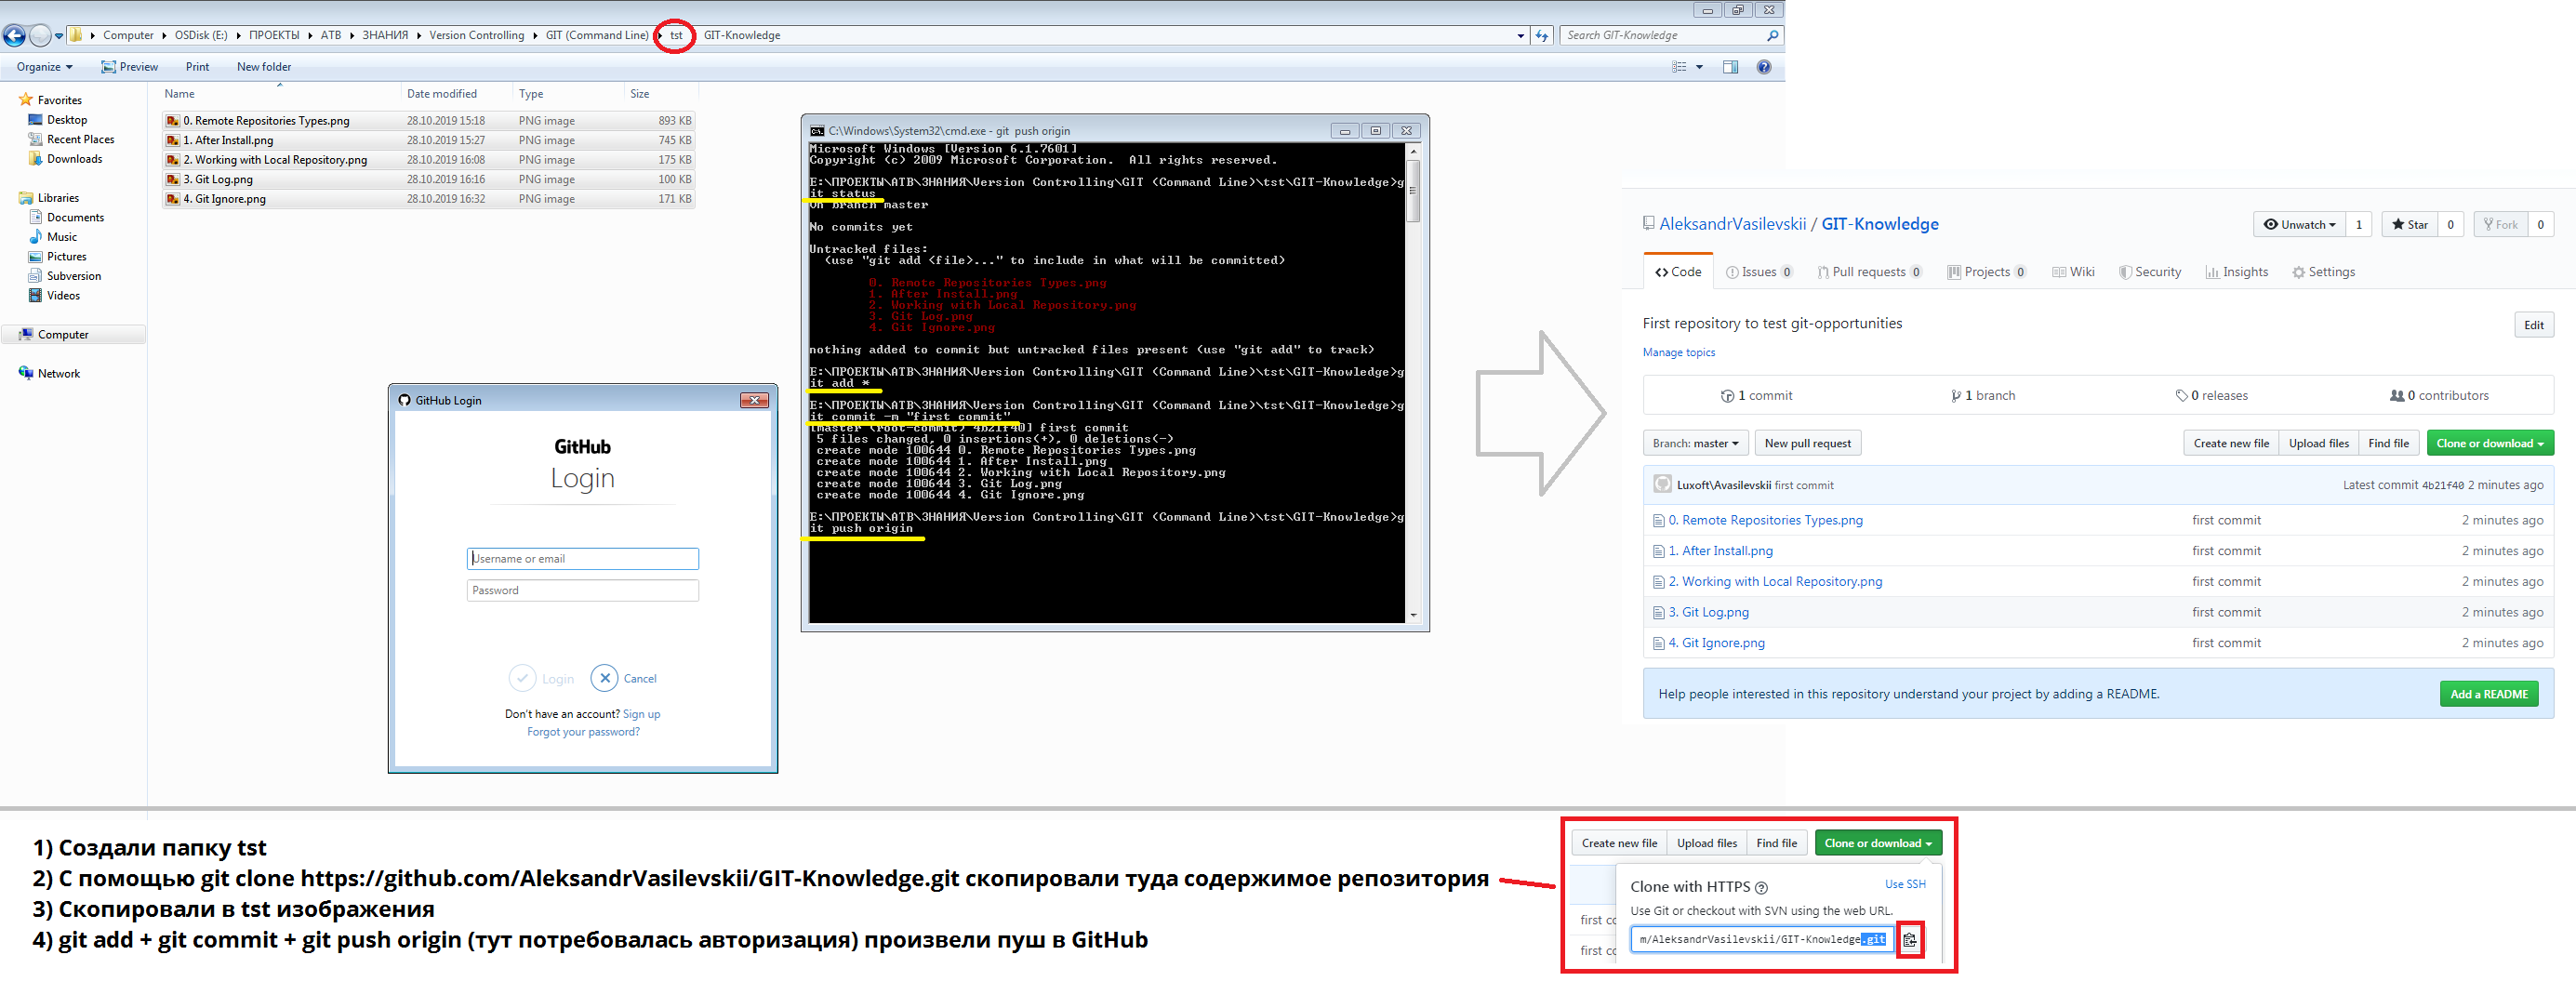 Computer ▸ OSDisk (E:) ▸ ПРОЕКТЫ ▸ АТВ ▸ ЗНАНИЯ ▸ Version Controlling ▸ GIT (Command Line) ▸ tst GIT-Knowledge
Search GIT-Knowledge
Organize Preview Print New folder
Favorites
Desktop
Recent Places
Downloads
Libraries
Documents
Music
Pictures
Subversion
Videos
Computer
Network
Name Date modified Type Size
0. Remote Repositories Types.png 28.10.2019 15:18 PNG image 893 KB
1. After Install.png 28.10.2019 15:27 PNG image 745 KB
2. Working with Local Repository.png 28.10.2019 16:08 PNG image 175 KB
3. Git Log.png 28.10.2019 16:16 PNG image 100 KB
4. Git Ignore.png 28.10.2019 16:32 PNG image 171 KB
GitHub Login
GitHub
Login
Username or email
Password
Login Cancel
Don't have an account? Sign up
Forgot your password?
C:\Windows\System32\cmd.exe - git push origin
Microsoft Windows [Version 6.1.7601]
Copyright (c) 2009 Microsoft Corporation. All rights reserved.
E:\ПРОЕКТЫ\АТВ\ЗНАНИЯ\Version Controlling\GIT (Command Line)\tst\GIT-Knowledge>g
it status
On branch master
No commits yet
Untracked files:
(use "git add <file>..." to include in what will be committed)
0. Remote Repositories Types.png
1. After Install.png
2. Working with Local Repository.png
3. Git Log.png
4. Git Ignore.png
nothing added to commit but untracked files present (use "git add" to track)
E:\ПРОЕКТЫ\АТВ\ЗНАНИЯ\Version Controlling\GIT (Command Line)\tst\GIT-Knowledge>g
it add *
E:\ПРОЕКТЫ\АТВ\ЗНАНИЯ\Version Controlling\GIT (Command Line)\tst\GIT-Knowledge>g
it commit -m "first commit"
[master (root-commit) 4b21f40] first commit
5 files changed, 0 insertions(+), 0 deletions(-)
create mode 100644 0. Remote Repositories Types.png
create mode 100644 1. After Install.png
create mode 100644 2. Working with Local Repository.png
create mode 100644 3. Git Log.png
create mode 100644 4. Git Ignore.png
E:\ПРОЕКТЫ\АТВ\ЗНАНИЯ\Version Controlling\GIT (Command Line)\tst\GIT-Knowledge>g
it push origin
AleksandrVasilevskii / GIT-Knowledge
Unwatch 1 Star 0 Fork 0
Code Issues 0 Pull requests 0 Projects 0 Wiki Security Insights Settings
First repository to test git-opportunities
Edit
Manage topics
1 commit 1 branch 0 releases 0 contributors
Branch: master New pull request Create new file Upload files Find file Clone or download
Luxoft\Avasilevskii first commit Latest commit 4b21f40 2 minutes ago
0. Remote Repositories Types.png first commit 2 minutes ago
1. After Install.png first commit 2 minutes ago
2. Working with Local Repository.png first commit 2 minutes ago
3. Git Log.png first commit 2 minutes ago
4. Git Ignore.png first commit 2 minutes ago
Help people interested in this repository understand your project by adding a README. Add a README
1) Создали папку tst
2) С помощью git clone https://github.com/AleksandrVasilevskii/GIT-Knowledge.git скопировали туда содержимое репозитория
3) Скопировали в tst изображения
4) git add + git commit + git push origin (тут потребовалась авторизация) произвели пуш в GitHub
Create new file Upload files Find file Clone or download
Clone with HTTPS Use SSH
Use Git or checkout with SVN using the web URL.
first co
m/AleksandrVasilevskii/GIT-Knowledge.git
first co